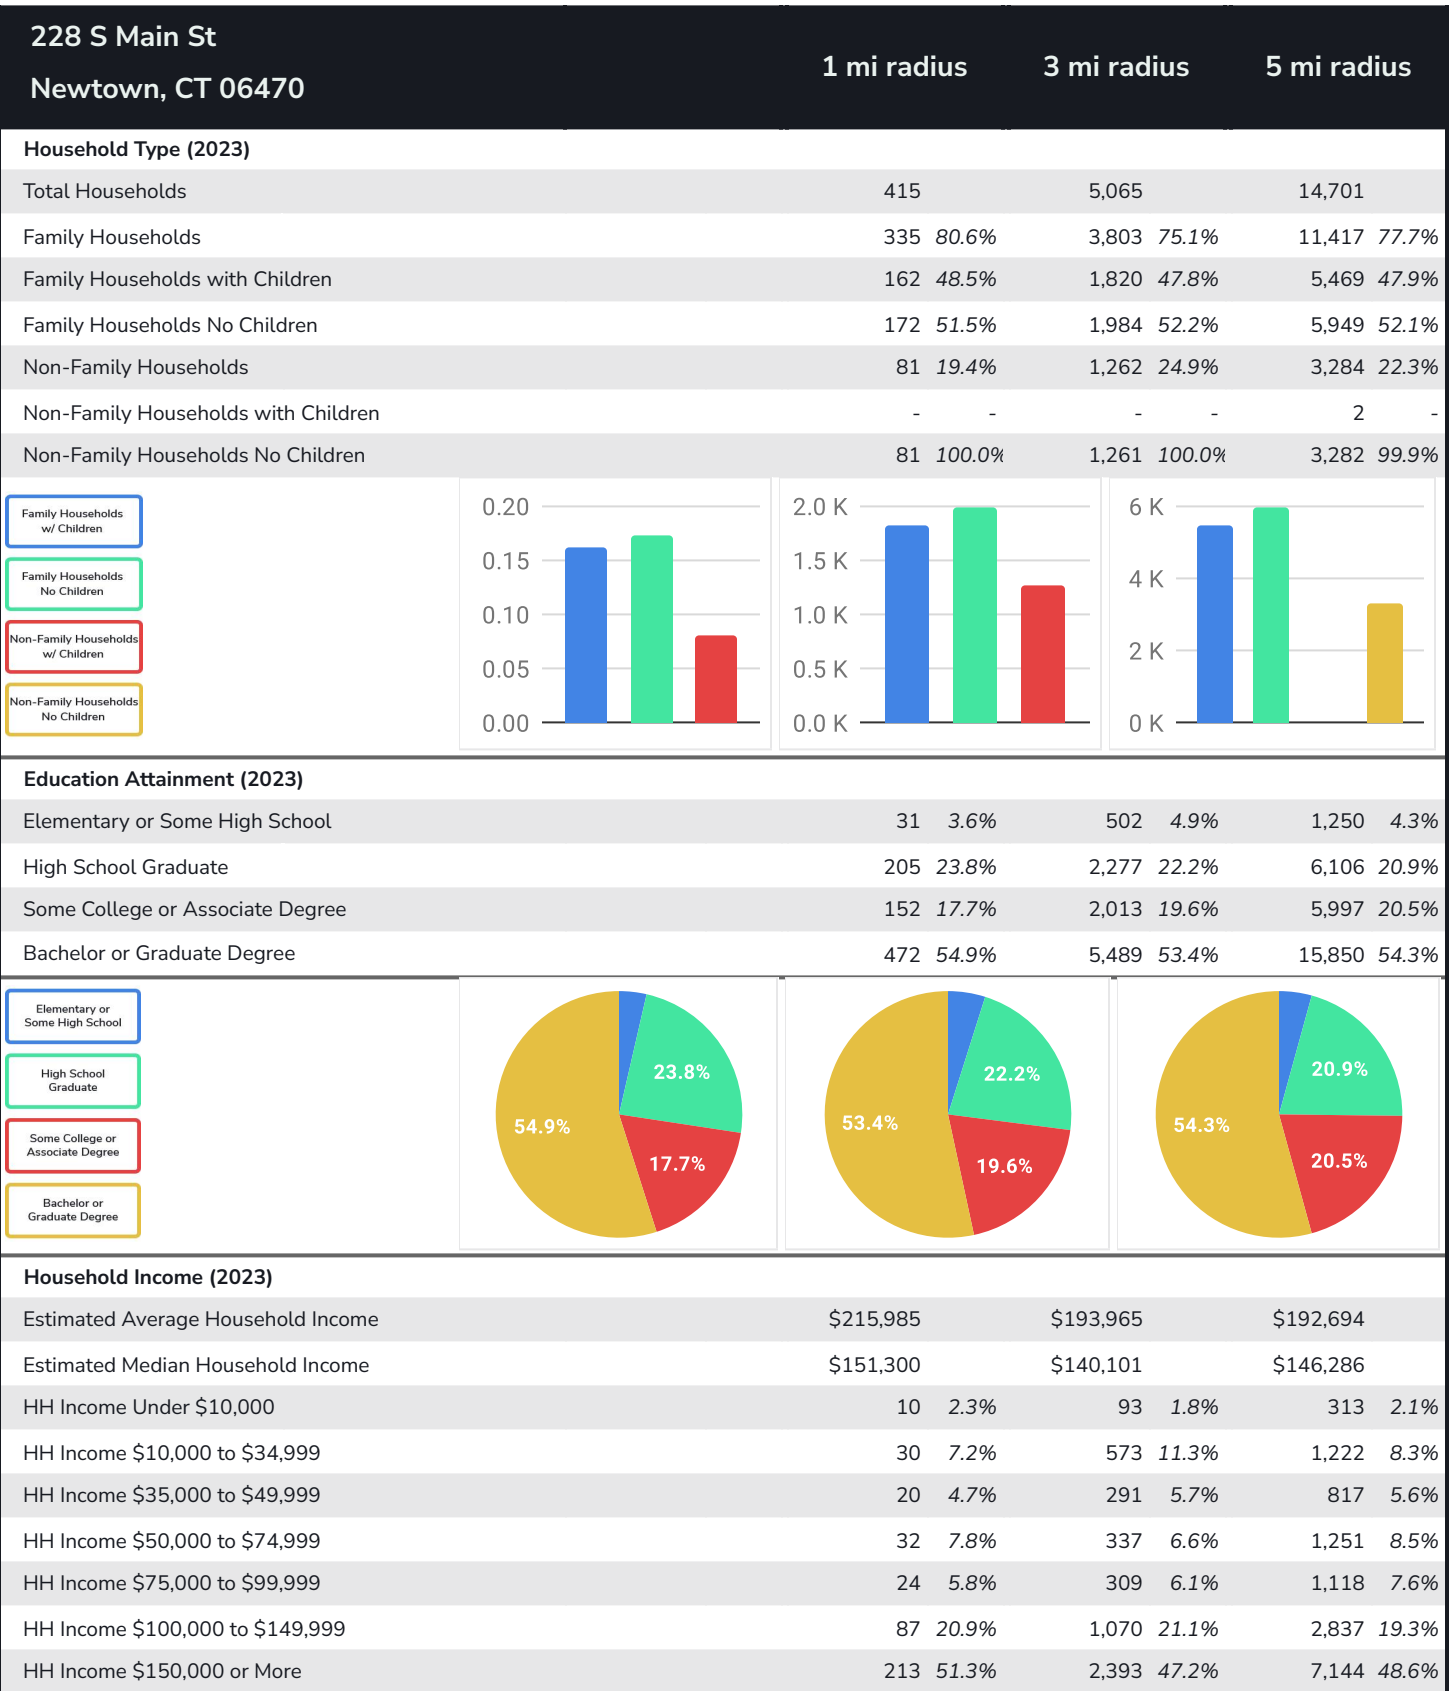 228 S Main St
Newtown, CT 06470
1 mi radius 3 mi radius 5 mi radius
Household Type (2023)
Total Households 415 5,065 14,701
Family Households 335 80.6% 3,803 75.1% 11,417 77.7%
Family Households with Children 162 48.5% 1,820 47.8% 5,469 47.9%
Family Households No Children 172 51.5% 1,984 52.2% 5,949 52.1%
Non-Family Households 81 19.4% 1,262 24.9% 3,284 22.3%
Non-Family Households with Children - - - - 2 -
Non-Family Households No Children 81 100.0% 1,261 100.0% 3,282 99.9%
Family Households
w/ Children
Family Households
No Children
Non-Family Households
w/ Children
Non-Family Households
No Children
0.20
0.15
0.10
0.05
0.00
2.0 K
1.5 K
1.0 K
0.5 K
0.0 K
6 K
4 K
2 K
0 K
Education Attainment (2023)
Elementary or Some High School 31 3.6% 502 4.9% 1,250 4.3%
High School Graduate 205 23.8% 2,277 22.2% 6,106 20.9%
Some College or Associate Degree 152 17.7% 2,013 19.6% 5,997 20.5%
Bachelor or Graduate Degree 472 54.9% 5,489 53.4% 15,850 54.3%
Elementary or
Some High School
High School
Graduate
Some College or
Associate Degree
Bachelor or
Graduate Degree
23.8%
54.9%
17.7%
22.2%
53.4%
19.6%
20.9%
54.3%
20.5%
Household Income (2023)
Estimated Average Household Income $215,985 $193,965 $192,694
Estimated Median Household Income $151,300 $140,101 $146,286
HH Income Under $10,000 10 2.3% 93 1.8% 313 2.1%
HH Income $10,000 to $34,999 30 7.2% 573 11.3% 1,222 8.3%
HH Income $35,000 to $49,999 20 4.7% 291 5.7% 817 5.6%
HH Income $50,000 to $74,999 32 7.8% 337 6.6% 1,251 8.5%
HH Income $75,000 to $99,999 24 5.8% 309 6.1% 1,118 7.6%
HH Income $100,000 to $149,999 87 20.9% 1,070 21.1% 2,837 19.3%
HH Income $150,000 or More 213 51.3% 2,393 47.2% 7,144 48.6%